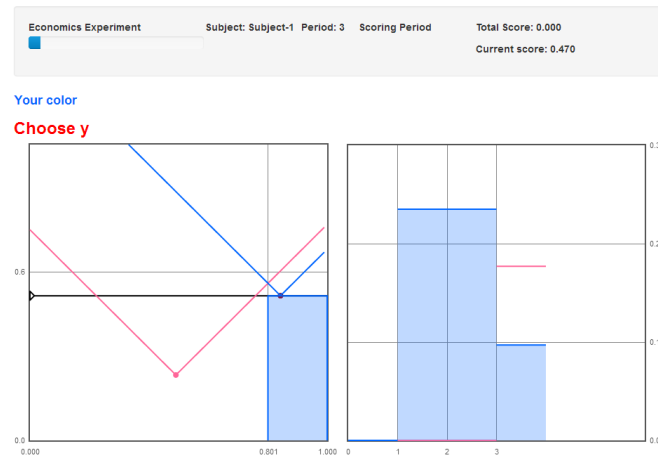 Economics Experiment Subject: Subject-1 Period: 3 Scoring Period Total Score: 0.000
Current score: 0.470
Your color
Choose y
0.6
0.0
0.000 0.801 1.000
0 1 2 3